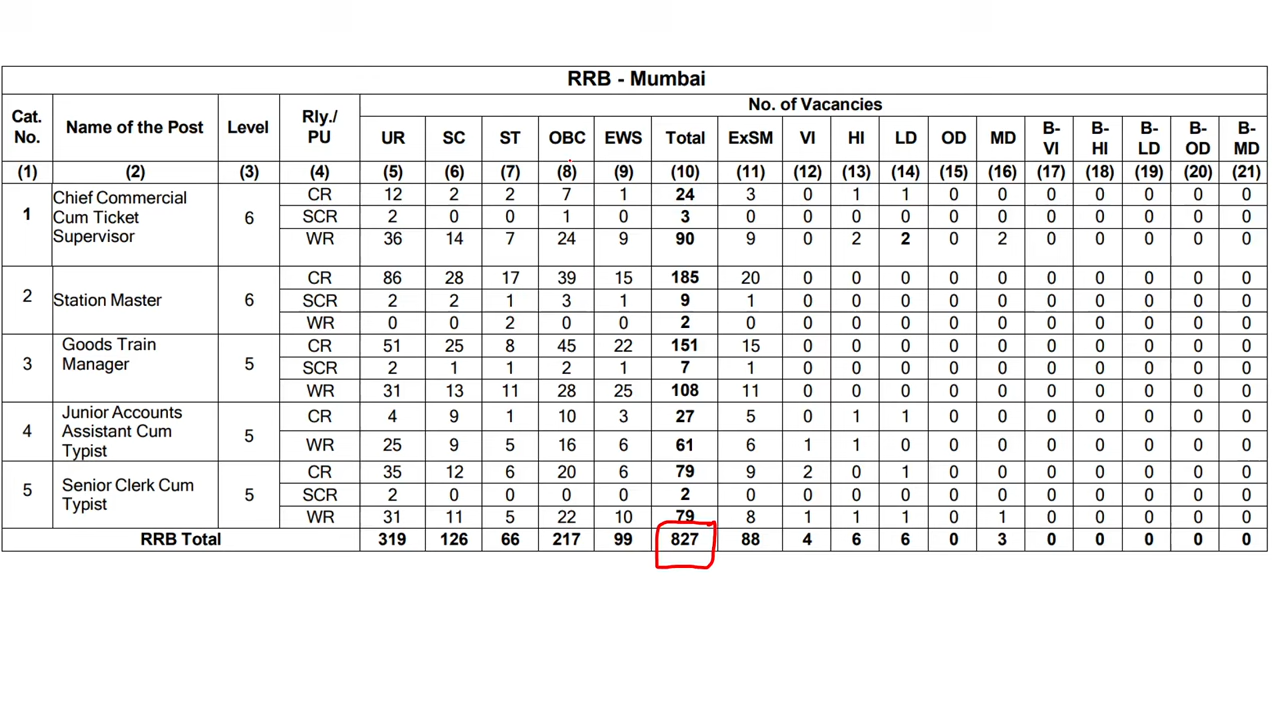 RRB - Mumbai
Cat. No. Name of the Post Level Rly./ PU No. of Vacancies
UR SC ST OBC EWS Total ExSM VI HI LD OD MD B-VI B-HI B-LD B-OD B-MD
(1) (2) (3) (4) (5) (6) (7) (8) (9) (10) (11) (12) (13) (14) (15) (16) (17) (18) (19) (20) (21)
1 Chief Commercial Cum Ticket Supervisor 6 CR 12 2 2 7 1 24 3 0 1 1 0 0 0 0 0 0 0
SCR 2 0 0 1 0 3 0 0 0 0 0 0 0 0 0 0 0
WR 36 14 7 24 9 90 9 0 2 2 0 2 0 0 0 0 0
2 Station Master 6 CR 86 28 17 39 15 185 20 0 0 0 0 0 0 0 0 0 0
SCR 2 2 1 3 1 9 1 0 0 0 0 0 0 0 0 0 0
WR 0 0 2 0 0 2 0 0 0 0 0 0 0 0 0 0 0
3 Goods Train Manager 5 CR 51 25 8 45 22 151 15 0 0 0 0 0 0 0 0 0 0
SCR 2 1 1 2 1 7 1 0 0 0 0 0 0 0 0 0 0
WR 31 13 11 28 25 108 11 0 0 0 0 0 0 0 0 0 0
4 Junior Accounts Assistant Cum Typist 5 CR 4 9 1 10 3 27 5 0 1 1 0 0 0 0 0 0 0
WR 25 9 5 16 6 61 6 1 1 0 0 0 0 0 0 0 0
5 Senior Clerk Cum Typist 5 CR 35 12 6 20 6 79 9 2 0 1 0 0 0 0 0 0 0
SCR 2 0 0 0 0 2 0 0 0 0 0 0 0 0 0 0 0
WR 31 11 5 22 10 79 8 1 1 1 0 1 0 0 0 0 0
RRB Total 319 126 66 217 99 827 88 4 6 6 0 3 0 0 0 0 0